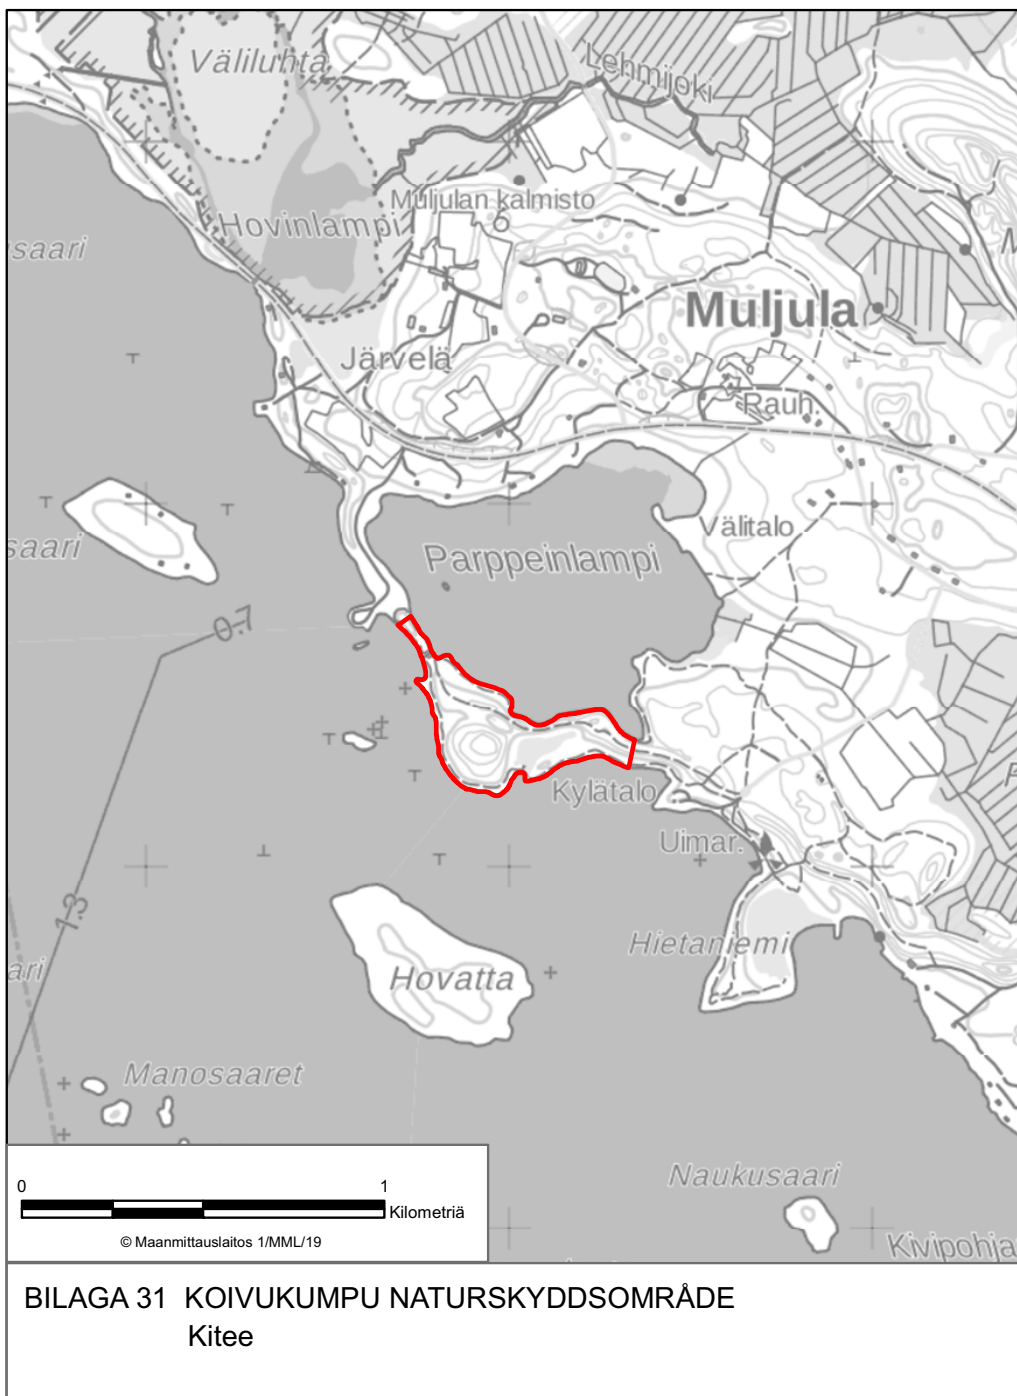 Väliluhta
Lehmijoki
Muljulan kalmisto
Hovinlampi
saari
Muljula
Järvelä
Rauh.
Välitalo
saari
Parppeinlampi
0.7
Kylätalo
Uimar.
1.3
Hietaniemi
ari
Hovatta
Manosaaret
Naukusaari
Kivipohja
0 1
Kilometriä
© Maanmittauslaitos 1/MML/19
BILAGA 31 KOIVUKUMPU NATURSKYDDSOMRÅDE
Kitee